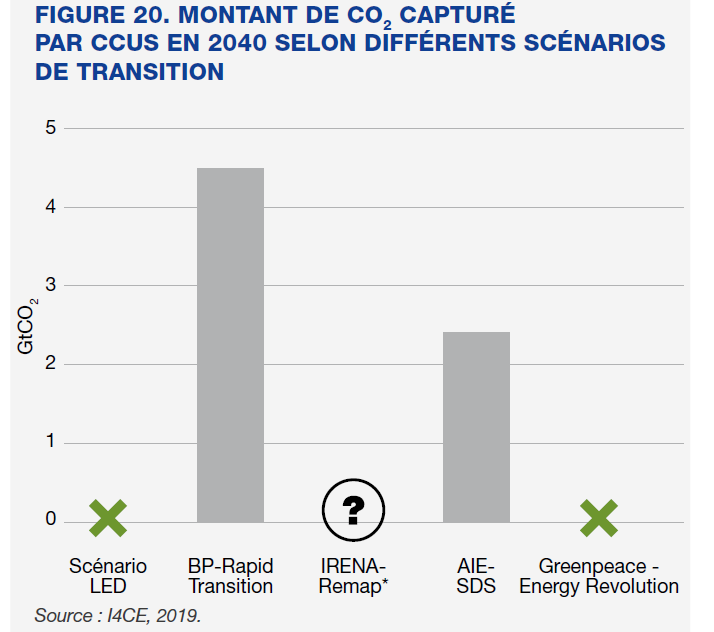 FIGURE 20. MONTANT DE CO₂ CAPTURÉ
PAR CCUS EN 2040 SELON DIFFÉRENTS SCÉNARIOS
DE TRANSITION
5
4
3
2
1
0
GtCO₂
?
Scénario
LED
BP-Rapid
Transition
IRENA-
Remap*
AIE-
SDS
Greenpeace -
Energy Revolution
Source : I4CE, 2019.